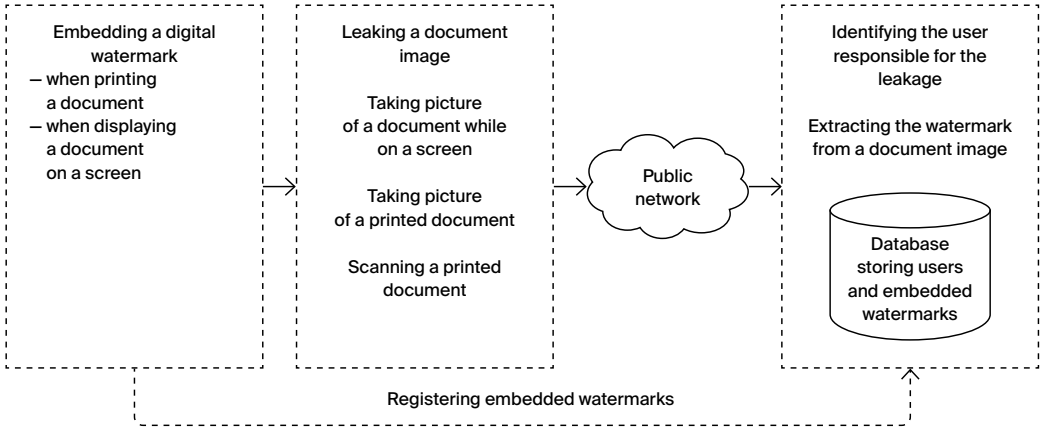 Embedding a digital
watermark
– when printing
a document
– when displaying
a document
on a screen
Leaking a document
image
Taking picture
of a document while
on a screen
Taking picture
of a printed document
Scanning a printed
document
Public
network
Identifying the user
responsible for the
leakage
Extracting the watermark
from a document image
Database
storing users
and embedded
watermarks
Registering embedded watermarks